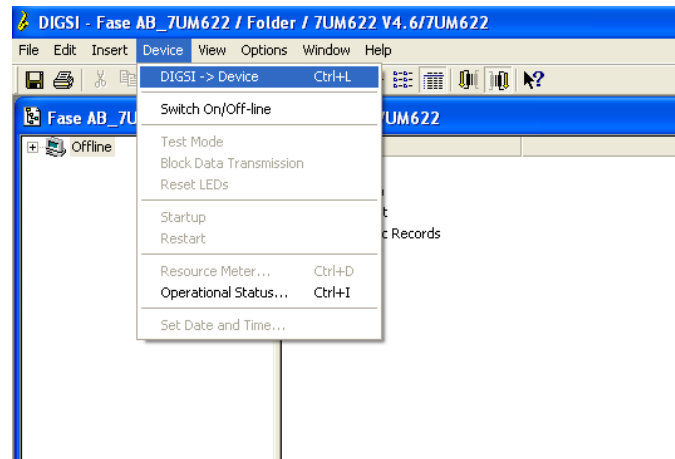 DIGSI - Fase AB_7UM622 / Folder / 7UM622 V4.6/7UM622
File Edit Insert Device View Options Window Help
DIGSI -> Device Ctrl+L
Switch On/Off-line
Test Mode
Block Data Transmission
Reset LEDs
Startup
Restart
Resource Meter... Ctrl+D
Operational Status... Ctrl+I
Set Date and Time...
Fase AB_7U
UM622
Offline
t
c Records